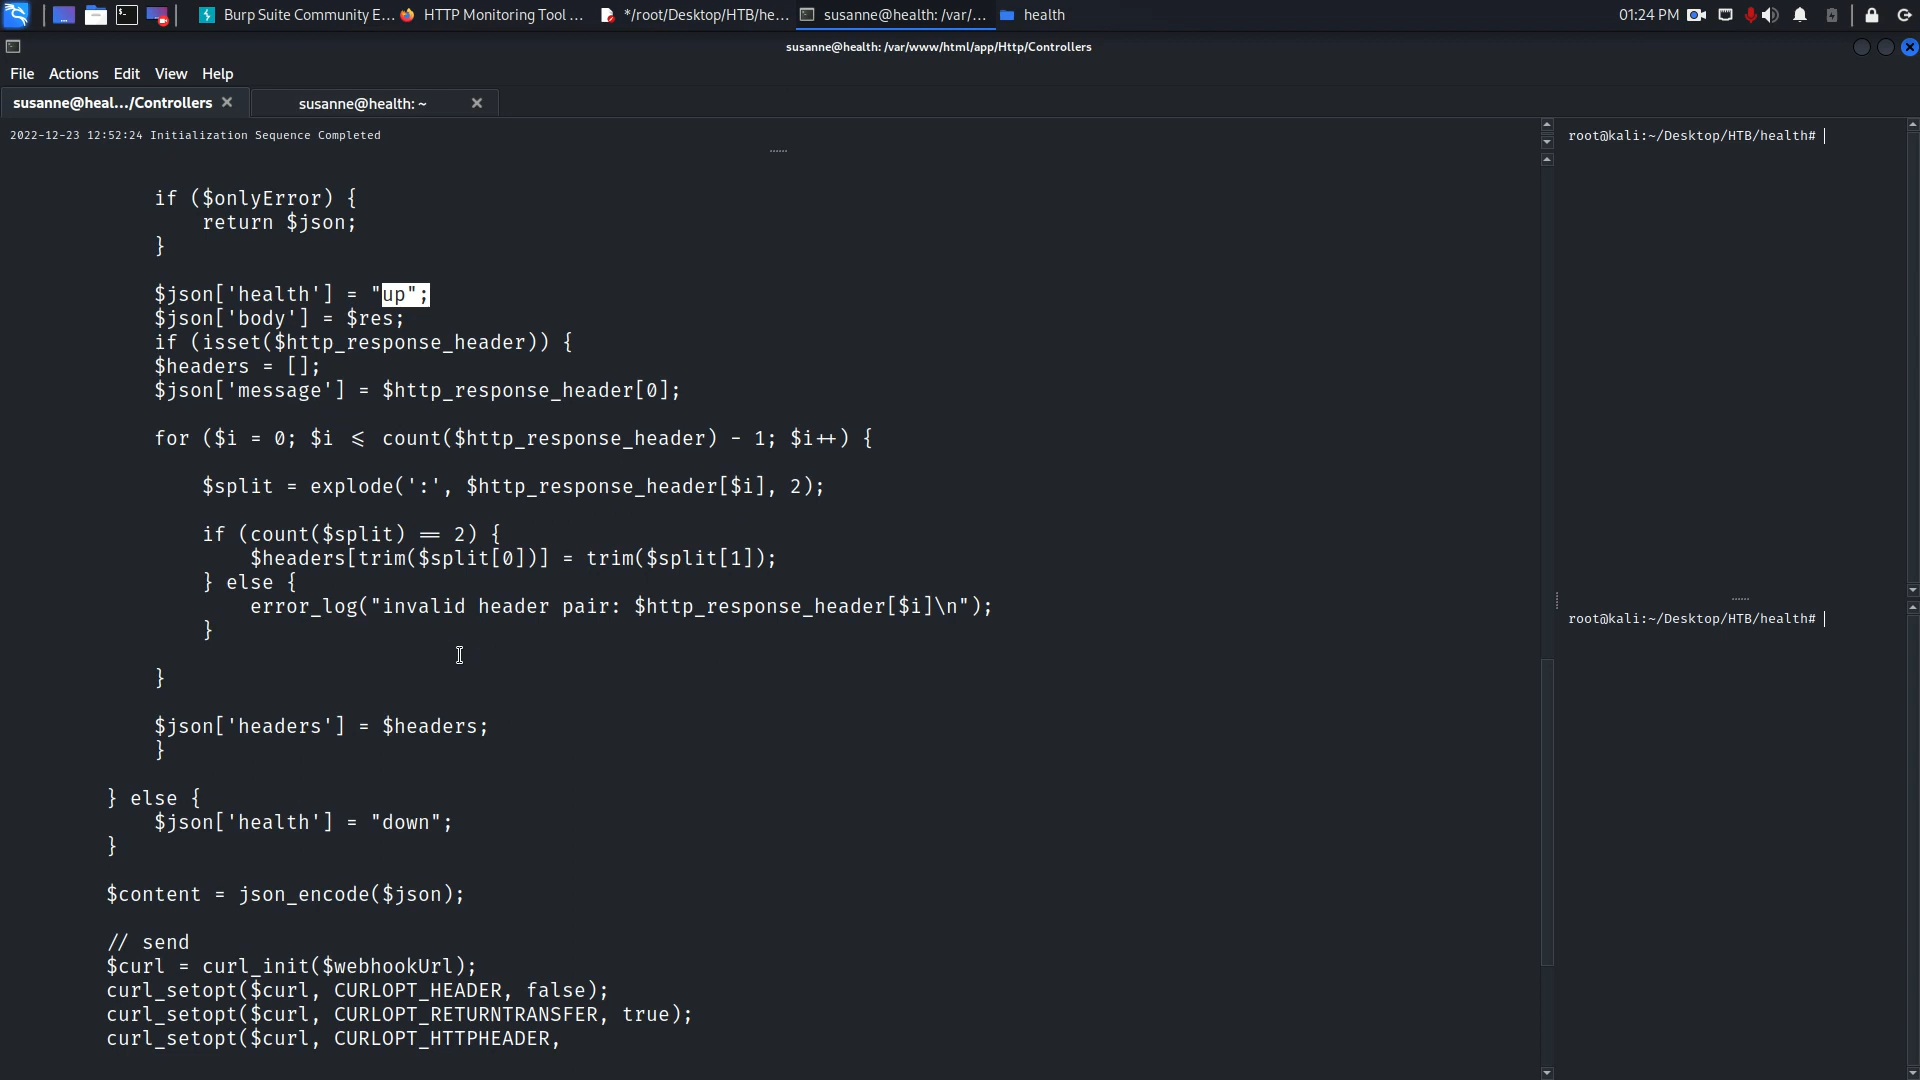 Burp Suite Community E...
HTTP Monitoring Tool ...
*/root/Desktop/HTB/he...
susanne@health: /var/...
health
01:24 PM
susanne@health: /var/www/html/app/Http/Controllers
File Actions Edit View Help
susanne@heal.../Controllers
susanne@health: ~
2022-12-23 12:52:24 Initialization Sequence Completed
if ($onlyError) {
return $json;
}
$json['health'] = "up";
$json['body'] = $res;
if (isset($http_response_header)) {
$headers = [];
$json['message'] = $http_response_header[0];
for ($i = 0; $i <= count($http_response_header) - 1; $i++) {
$split = explode(':', $http_response_header[$i], 2);
if (count($split) == 2) {
$headers[trim($split[0])] = trim($split[1]);
} else {
error_log("invalid header pair: $http_response_header[$i]\n");
}
}
$json['headers'] = $headers;
}
} else {
$json['health'] = "down";
}
$content = json_encode($json);
// send
$curl = curl_init($webhookUrl);
curl_setopt($curl, CURLOPT_HEADER, false);
curl_setopt($curl, CURLOPT_RETURNTRANSFER, true);
curl_setopt($curl, CURLOPT_HTTPHEADER,
root@kali:~/Desktop/HTB/health#
root@kali:~/Desktop/HTB/health#